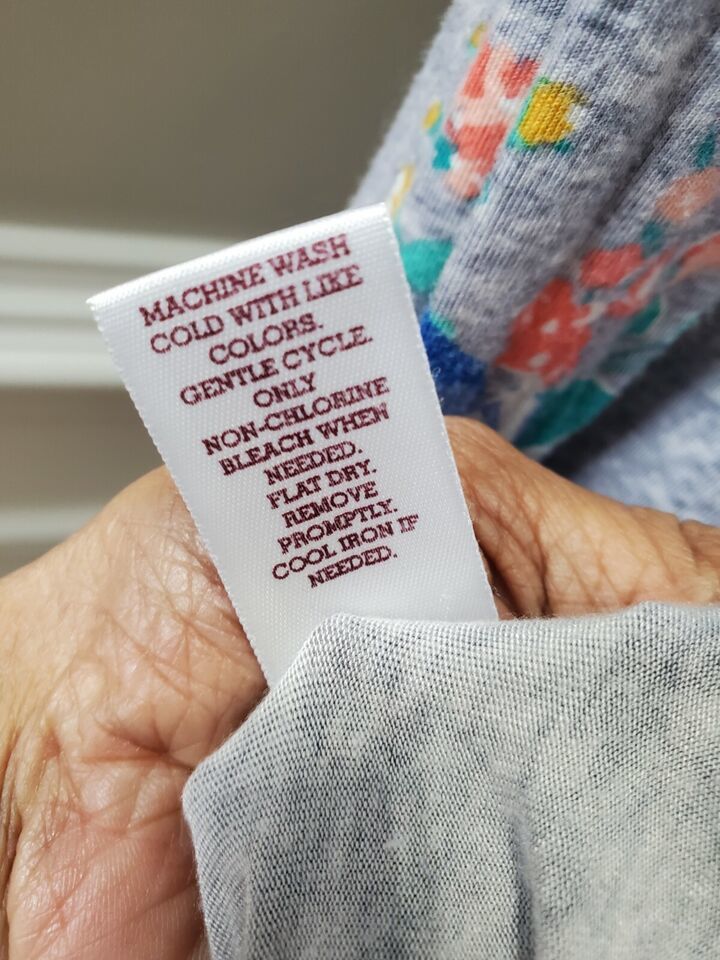 MACHINE WASH
COLD WITH LIKE
COLORS.
GENTLE CYCLE.
ONLY
NON-CHLORINE
BLEACH WHEN
NEEDED.
FLAT DRY.
REMOVE
PROMPTLY.
COOL IRON IF
NEEDED.